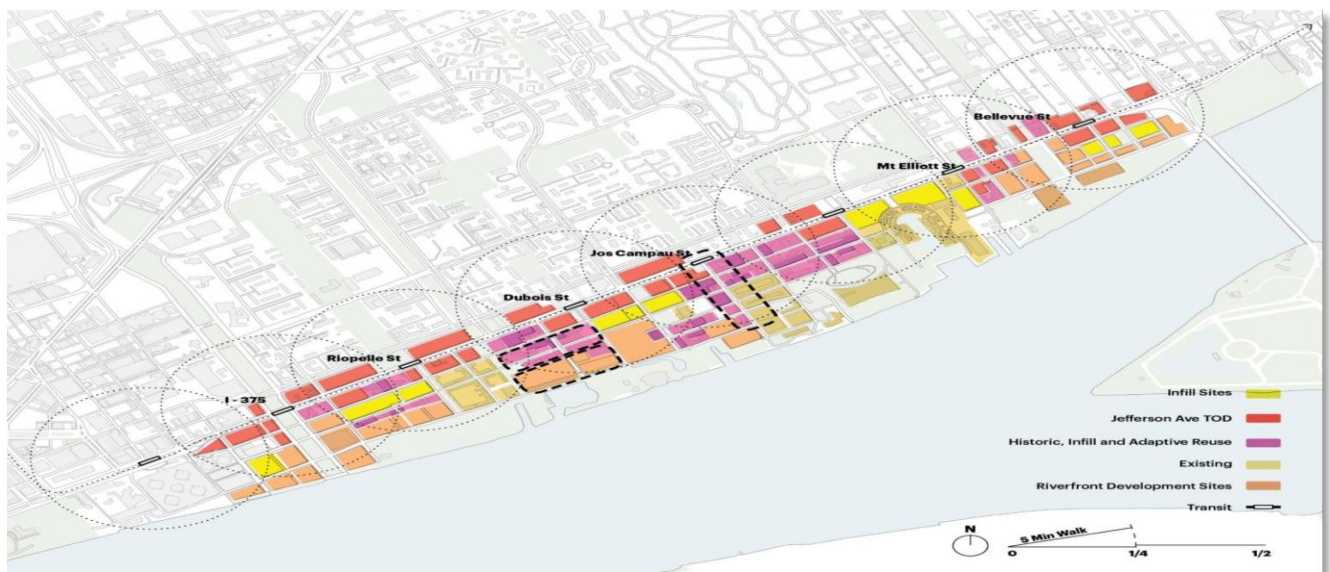 Bellevue St
Mt Elliott St
Jos Campau St
Dubois St
Riopelle St
I - 375
Infill Sites
Jefferson Ave TOD
Historic, Infill and Adaptive Reuse
Existing
Riverfront Development Sites
Transit
N
5 Min Walk
0 1/4 1/2